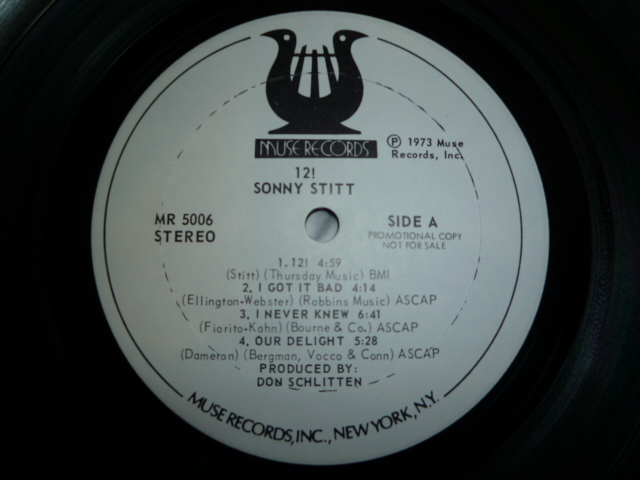 MUSE RECORDS
Ⓟ 1973 Muse
Records, Inc.
12!
SONNY STITT
MR 5006
STEREO
SIDE A
PROMOTIONAL COPY
NOT FOR SALE
1. 12! 4:59
(Stitt) (Thursday Music) BMI
2. I GOT IT BAD 4:14
(Ellington-Webster) (Robbins Music) ASCAP
3. I NEVER KNEW 6:41
(Fiorito-Kahn) (Bourne & Co.) ASCAP
4. OUR DELIGHT 5:28
(Dameron) (Bergman, Vocco & Conn) ASCAP
PRODUCED BY:
DON SCHLITTEN
MUSE RECORDS, INC., NEW YORK, N.Y.